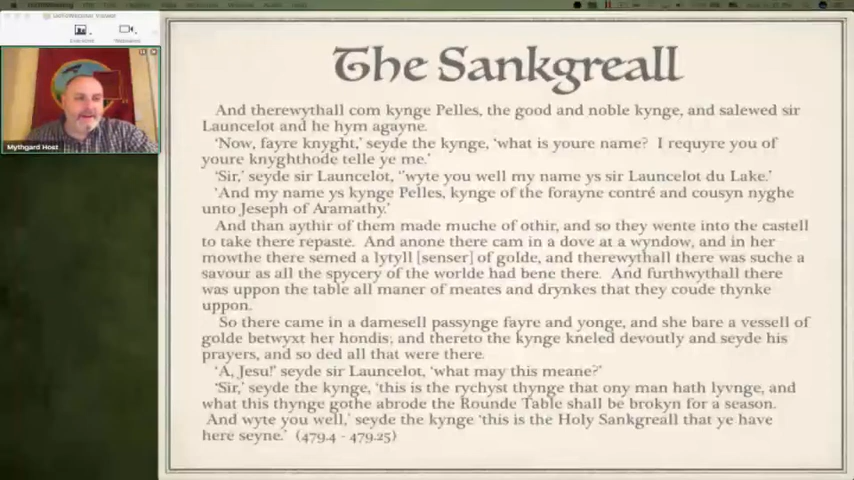 The Sankgreall
And therewythall com kynge Pelles, the good and noble kynge, and salewed sir
Launcelot and he hym agayne.
'Now, fayre knyght,' seyde the kynge, 'what is youre name? I requyre you of
youre knyghthode telle ye me.'
'Sir,' seyde sir Launcelot, 'wyte you well my name ys sir Launcelot du Lake.'
'And my name ys kynge Pelles, kynge of the forayne contré and cousyn nyghe
unto Jeseph of Aramathy.'
And than aythir of them made muche of othir, and so they wente into the castell
to take there repaste. And anone there cam in a dove at a wyndow, and in her
mowthe there semed a lytyll [senser] of golde, and therewythall there was suche a
savour as all the spycery of the worlde had bene there. And furthwythall there
was uppon the table all maner of meates and drynkes that they coude thynke
uppon.
So there came in a damesell passynge fayre and yonge, and she bare a vessell of
golde betwyxt her hondis; and thereto the kynge kneled devoutly and seyde his
prayers, and so ded all that were there.
'A, Jesu!' seyde sir Launcelot, 'what may this meane?'
'Sir,' seyde the kynge, 'this is the rychyst thynge that ony man hath lyvnge, and
what this thynge gothe abrode the Rounde Table shall be brokyn for a season.
And wyte you well,' seyde the kynge 'this is the Holy Sankgreall that ye have
here seyne.' (479.4 - 479.25)
Mythgard Host